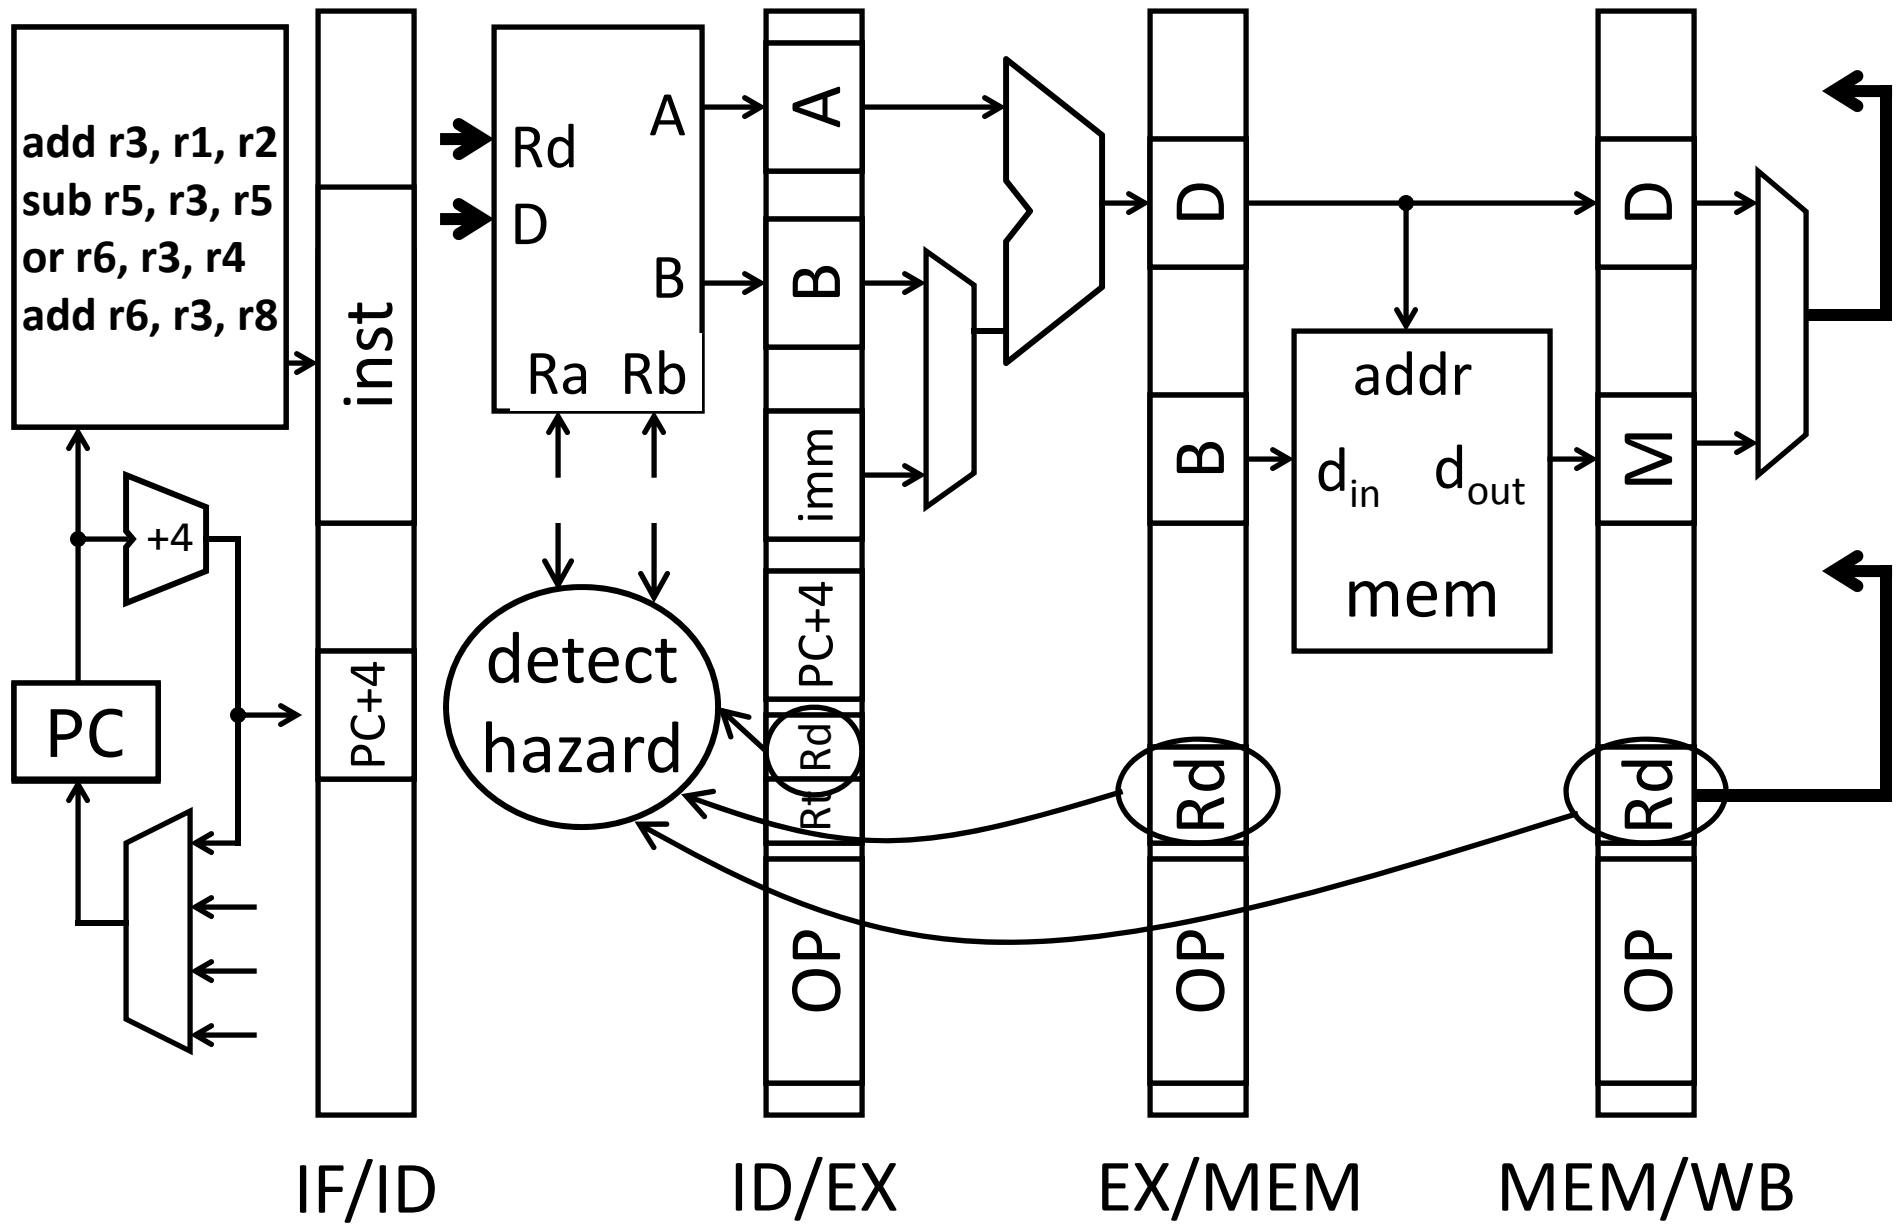 add r3, r1, r2
sub r5, r3, r5
or r6, r3, r4
add r6, r3, r8
+4
PC
inst
PC+4
Rd
D
A
B
Ra Rb
detect
hazard
A
B
imm
PC+4
Rd
Rt
OP
D
B
Rd
OP
addr
d_in d_out
mem
D
M
Rd
OP
IF/ID ID/EX EX/MEM MEM/WB